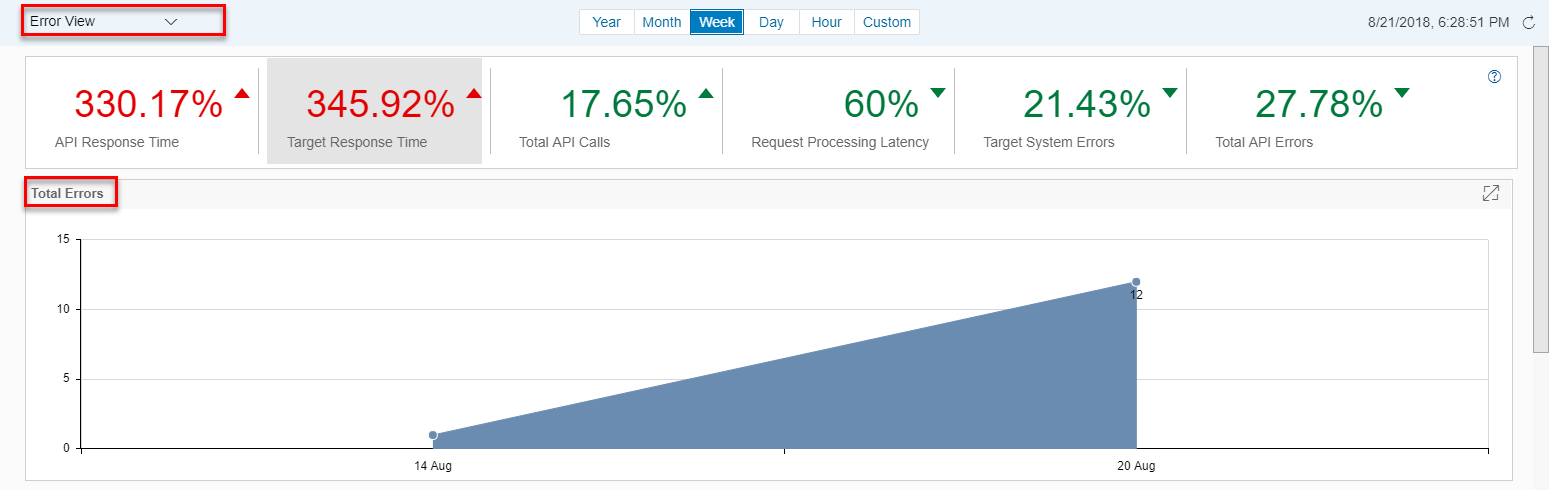 Error View
Year Month Week Day Hour Custom
8/21/2018, 6:28:51 PM
330.17%
API Response Time
345.92%
Target Response Time
17.65%
Total API Calls
60%
Request Processing Latency
21.43%
Target System Errors
27.78%
Total API Errors
?
Total Errors
15
10
5
0
12
14 Aug
20 Aug